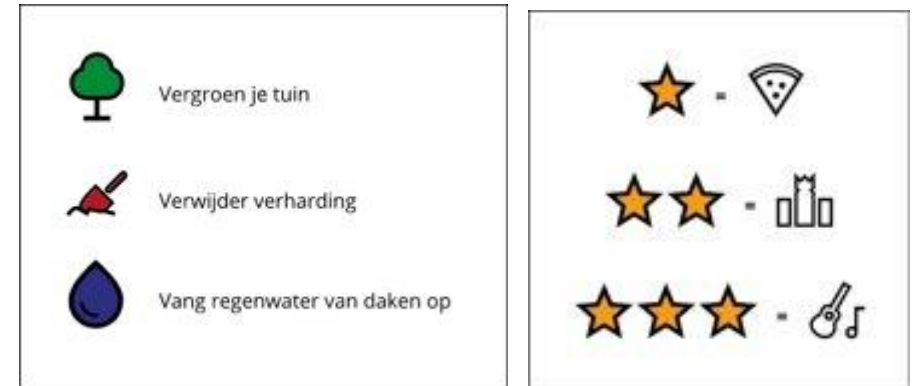 Vergroen je tuin
Verwijder verharding
Vang regenwater van daken op
=
=
=